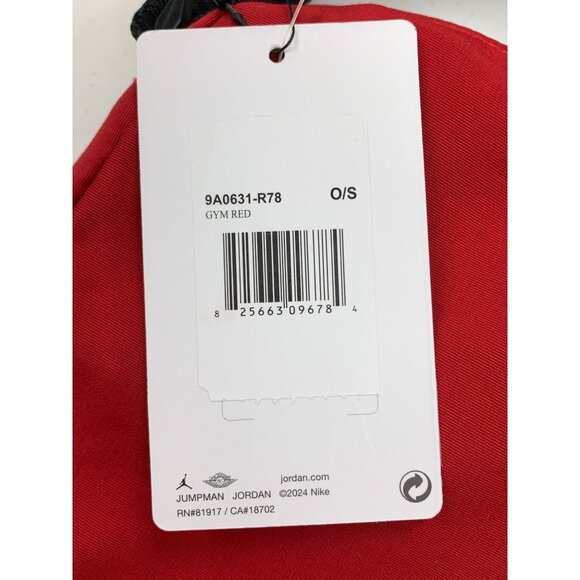 9A0631-R78 O/S
GYM RED
8 25663 09678 4
jordan.com
JUMPMAN JORDAN ©2024 Nike
RN#81917 / CA#18702